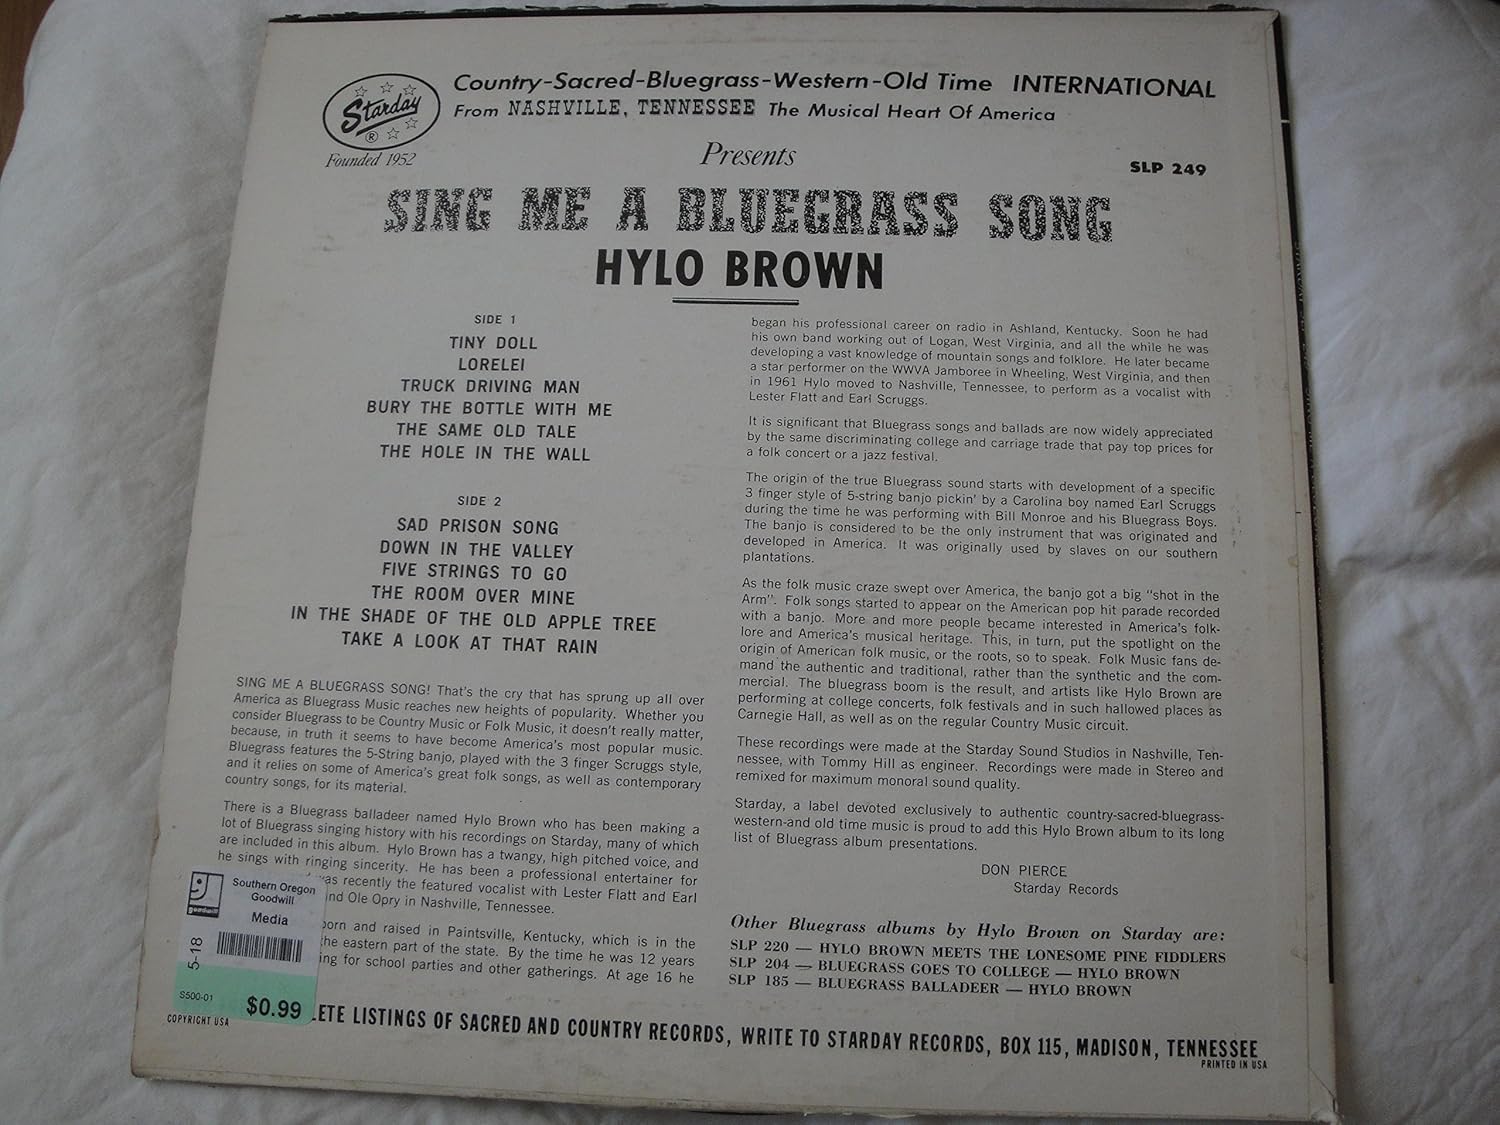 Starday
®
Founded 1952
Country-Sacred-Bluegrass-Western-Old Time INTERNATIONAL
From NASHVILLE, TENNESSEE The Musical Heart Of America
Presents
SLP 249
SING ME A BLUEGRASS SONG
HYLO BROWN
SIDE 1
TINY DOLL
LORELEI
TRUCK DRIVING MAN
BURY THE BOTTLE WITH ME
THE SAME OLD TALE
THE HOLE IN THE WALL
SIDE 2
SAD PRISON SONG
DOWN IN THE VALLEY
FIVE STRINGS TO GO
THE ROOM OVER MINE
IN THE SHADE OF THE OLD APPLE TREE
TAKE A LOOK AT THAT RAIN
SING ME A BLUEGRASS SONG! That's the cry that has sprung up all over
America as Bluegrass Music reaches new heights of popularity. Whether you
consider Bluegrass to be Country Music or Folk Music, it doesn't really matter,
because, in truth it seems to have become America's most popular music.
Bluegrass features the 5-String banjo, played with the 3 finger Scruggs style,
and it relies on some of America's great folk songs, as well as contemporary
country songs, for its material.
There is a Bluegrass balladeer named Hylo Brown who has been making a
lot of Bluegrass singing history with his recordings on Starday, many of which
are included in this album. Hylo Brown has a twangy, high pitched voice, and
he sings with ringing sincerity. He has been a professional entertainer for
was recently the featured vocalist with Lester Flatt and Earl
Ole Opry in Nashville, Tennessee.
born and raised in Paintsville, Kentucky, which is in the
the eastern part of the state. By the time he was 12 years
for school parties and other gatherings. At age 16 he
began his professional career on radio in Ashland, Kentucky. Soon he had
his own band working out of Logan, West Virginia, and all the while he was
developing a vast knowledge of mountain songs and folklore. He later became
a star performer on the WWVA Jamboree in Wheeling, West Virginia, and then
in 1961 Hylo moved to Nashville, Tennessee, to perform as a vocalist with
Lester Flatt and Earl Scruggs.
It is significant that Bluegrass songs and ballads are now widely appreciated
by the same discriminating college and carriage trade that pay top prices for
a folk concert or a jazz festival.
The origin of the true Bluegrass sound starts with development of a specific
3 finger style of 5-string banjo pickin' by a Carolina boy named Earl Scruggs
during the time he was performing with Bill Monroe and his Bluegrass Boys.
The banjo is considered to be the only instrument that was originated and
developed in America. It was originally used by slaves on our southern
plantations.
As the folk music craze swept over America, the banjo got a big "shot in the
Arm". Folk songs started to appear on the American pop hit parade recorded
with a banjo. More and more people became interested in America's folk-
lore and America's musical heritage. This, in turn, put the spotlight on the
origin of American folk music, or the roots, so to speak. Folk Music fans de-
mand the authentic and traditional, rather than the synthetic and the com-
mercial. The bluegrass boom is the result, and artists like Hylo Brown are
performing at college concerts, folk festivals and in such hallowed places as
Carnegie Hall, as well as on the regular Country Music circuit.
These recordings were made at the Starday Sound Studios in Nashville, Ten-
nessee, with Tommy Hill as engineer. Recordings were made in Stereo and
remixed for maximum monoral sound quality.
Starday, a label devoted exclusively to authentic country-sacred-bluegrass-
western-and old time music is proud to add this Hylo Brown album to its long
list of Bluegrass album presentations.
DON PIERCE
Starday Records
Other Bluegrass albums by Hylo Brown on Starday are:
SLP 220 — HYLO BROWN MEETS THE LONESOME PINE FIDDLERS
SLP 204 — BLUEGRASS GOES TO COLLEGE — HYLO BROWN
SLP 185 — BLUEGRASS BALLADEER — HYLO BROWN
goodwill
Southern Oregon
Goodwill
Media
5-18
S500-01
$0.99
COPYRIGHT USA
LETE LISTINGS OF SACRED AND COUNTRY RECORDS, WRITE TO STARDAY RECORDS, BOX 115, MADISON, TENNESSEE
PRINTED IN USA